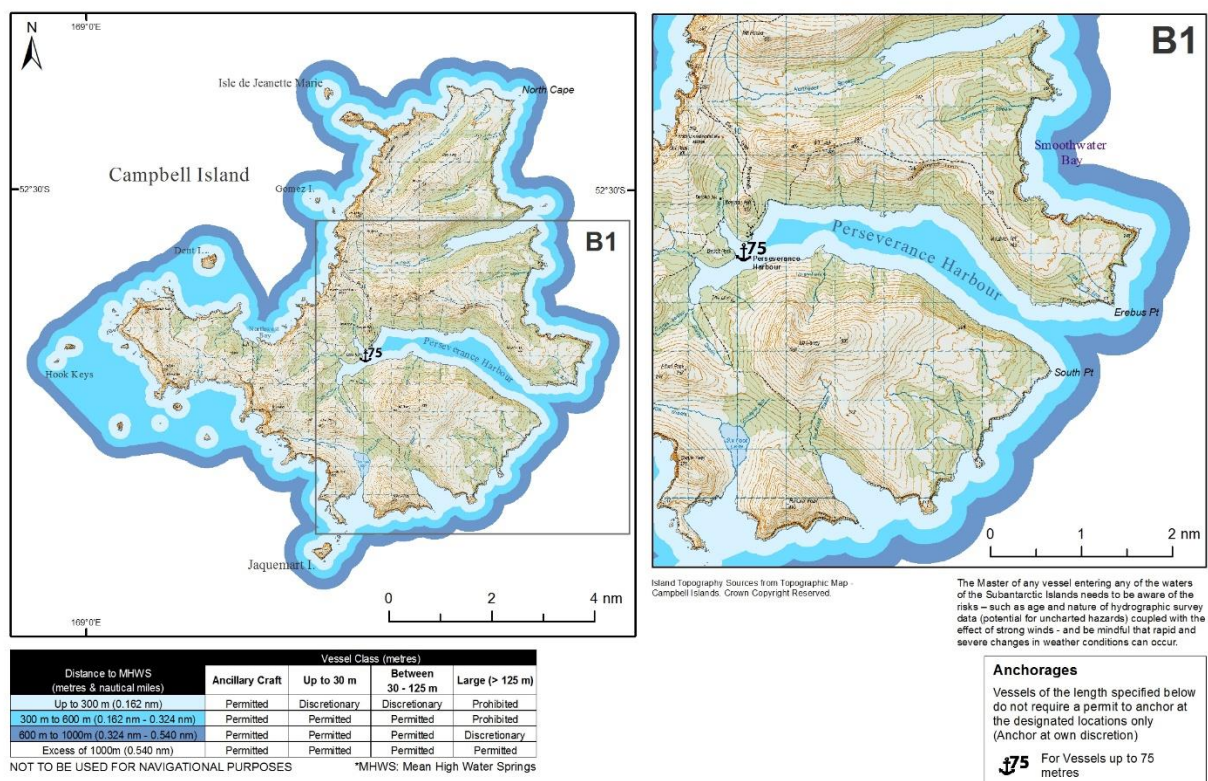 N
169°0'E
Isle de Jeanette Marie
North Cape
Campbell Island
52°30'S
52°30'S
Gomez I.
B1
Dent I.
Northwest Bay
75
Perseverance Harbour
Hook Keys
Jaquemart I.
0 2 4 nm
169°0'E
B1
Smoothwater
Bay
Perseverance Harbour
75
Perseverance
Harbour
Erebus Pt
South Pt
0 1 2 nm
Island Topography Sources from Topographic Map -
Campbell Islands. Crown Copyright Reserved.
The Master of any vessel entering any of the waters
of the Subantarctic Islands needs to be aware of the
risks – such as age and nature of hydrographic survey
data (potential for uncharted hazards) coupled with the
effect of strong winds - and be mindful that rapid and
severe changes in weather conditions can occur.
Vessel Class (metres)
Distance to MHWS
(metres & nautical miles)
Ancillary Craft
Up to 30 m
Between
30 - 125 m
Large (> 125 m)
Up to 300 m (0.162 nm) Permitted Discretionary Discretionary Prohibited
300 m to 600 m (0.162 nm - 0.324 nm) Permitted Permitted Permitted Prohibited
600 m to 1000m (0.324 nm - 0.540 nm) Permitted Permitted Permitted Discretionary
Excess of 1000m (0.540 nm) Permitted Permitted Permitted Permitted
NOT TO BE USED FOR NAVIGATIONAL PURPOSES *MHWS: Mean High Water Springs
Anchorages
Vessels of the length specified below
do not require a permit to anchor at
the designated locations only
(Anchor at own discretion)
75 For Vessels up to 75
metres